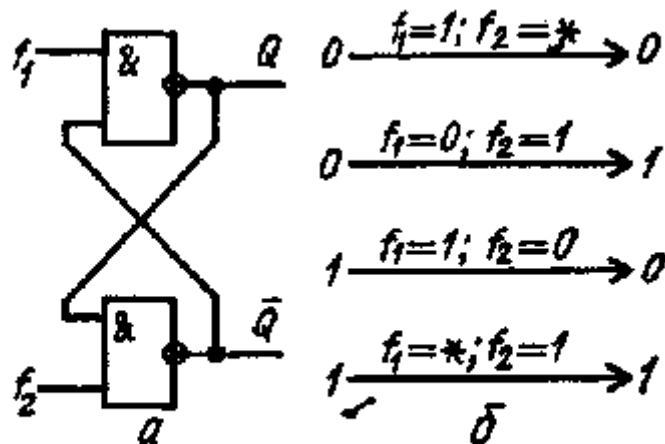 f₁
&
Q
f₂
&
Q̄
а
0 f₁=1; f₂=* 0
0 f₁=0; f₂=1 1
1 f₁=1; f₂=0 0
1 f₁=*; f₂=1 1
б